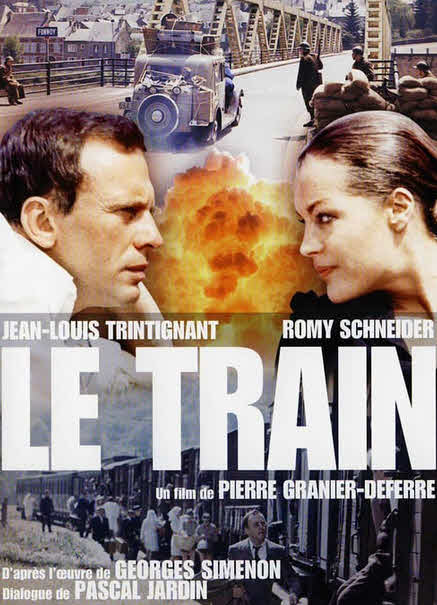 FUMROY
JEAN-LOUIS TRINTIGNANT
ROMY SCHNEIDER
LE TRAIN
Un film de PIERRE GRANIER-DEFERRE
D'après l'œuvre de GEORGES SIMENON
Dialogue de PASCAL JARDIN